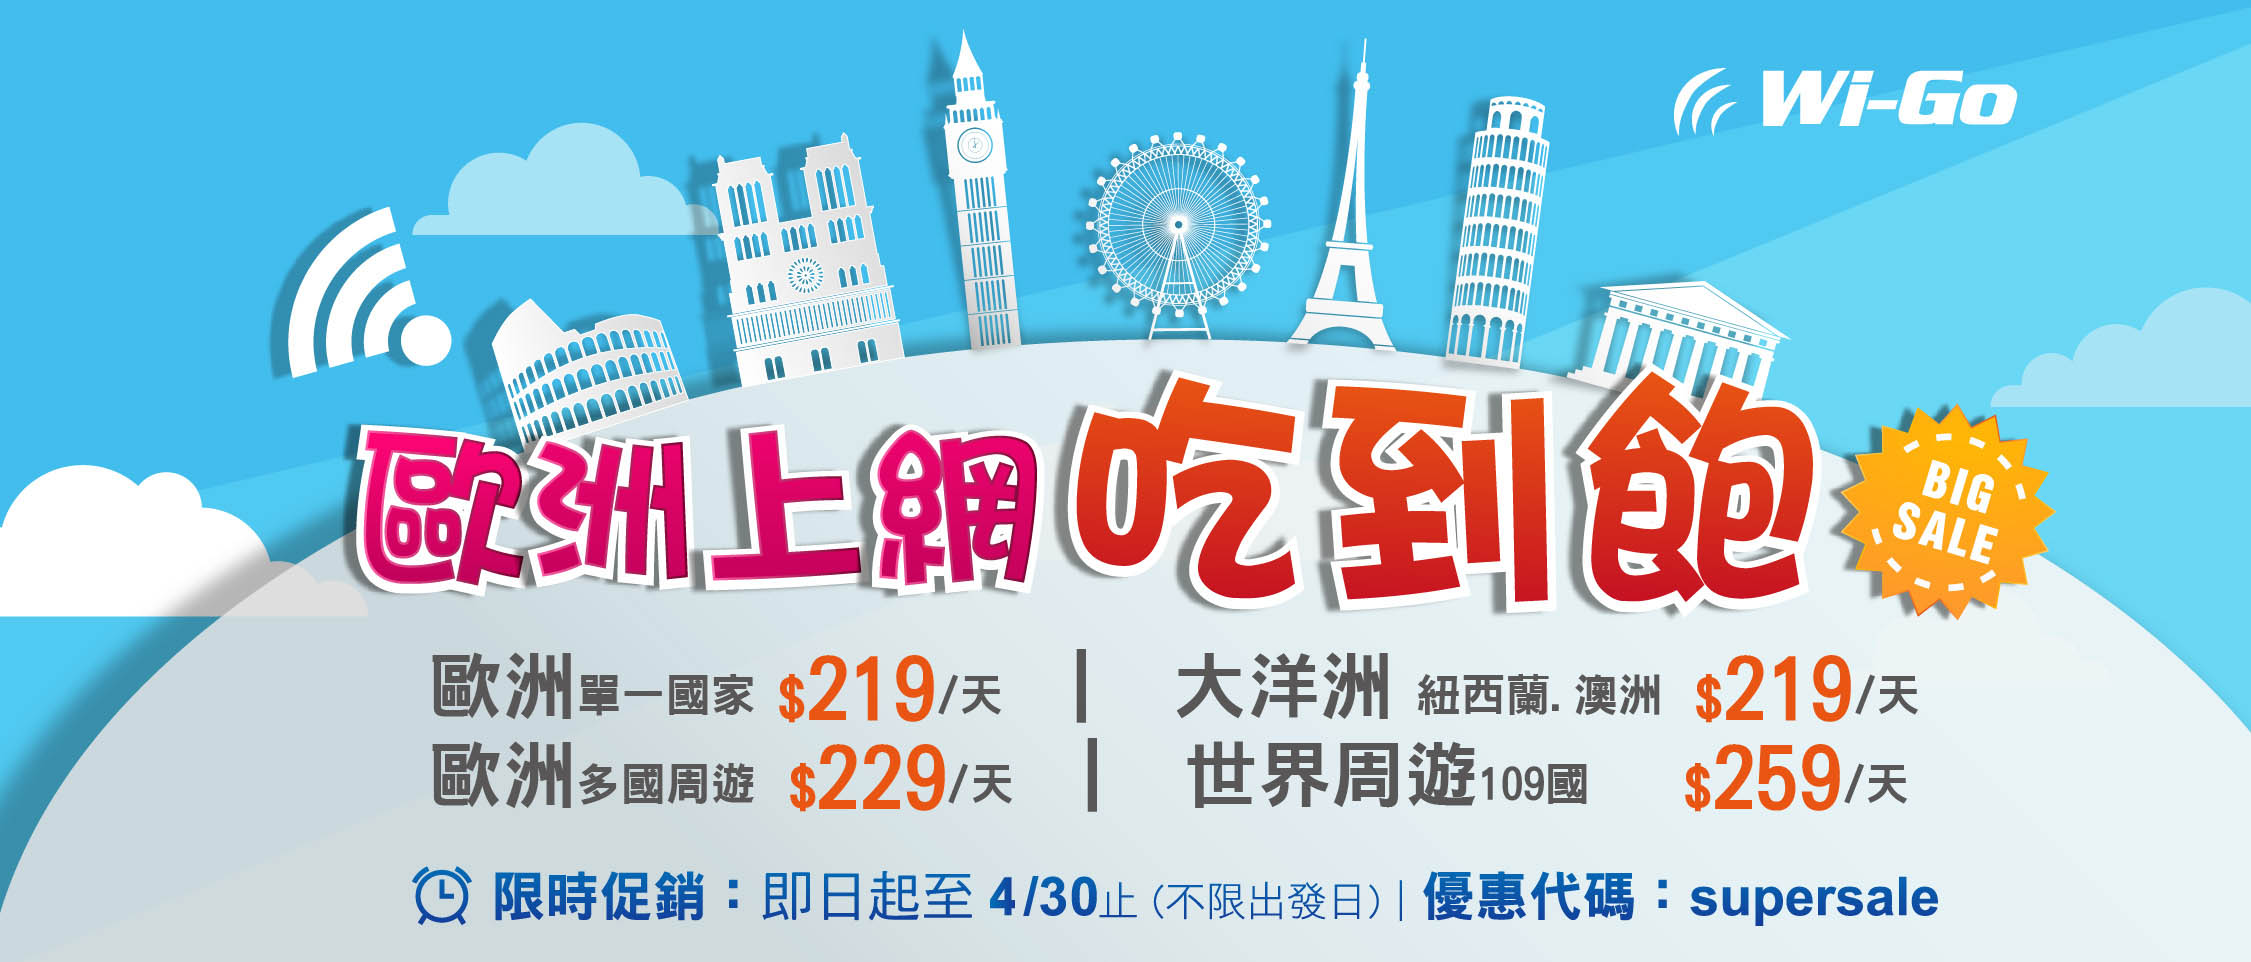 Wi-Go
歐洲上網吃到飽
BIG
SALE
歐洲單一國家 $219/天 | 大洋洲 紐西蘭. 澳洲 $219/天
歐洲多國周遊 $229/天 | 世界周遊109國 $259/天
限時促銷：即日起至 4/30止（不限出發日）| 優惠代碼：supersale